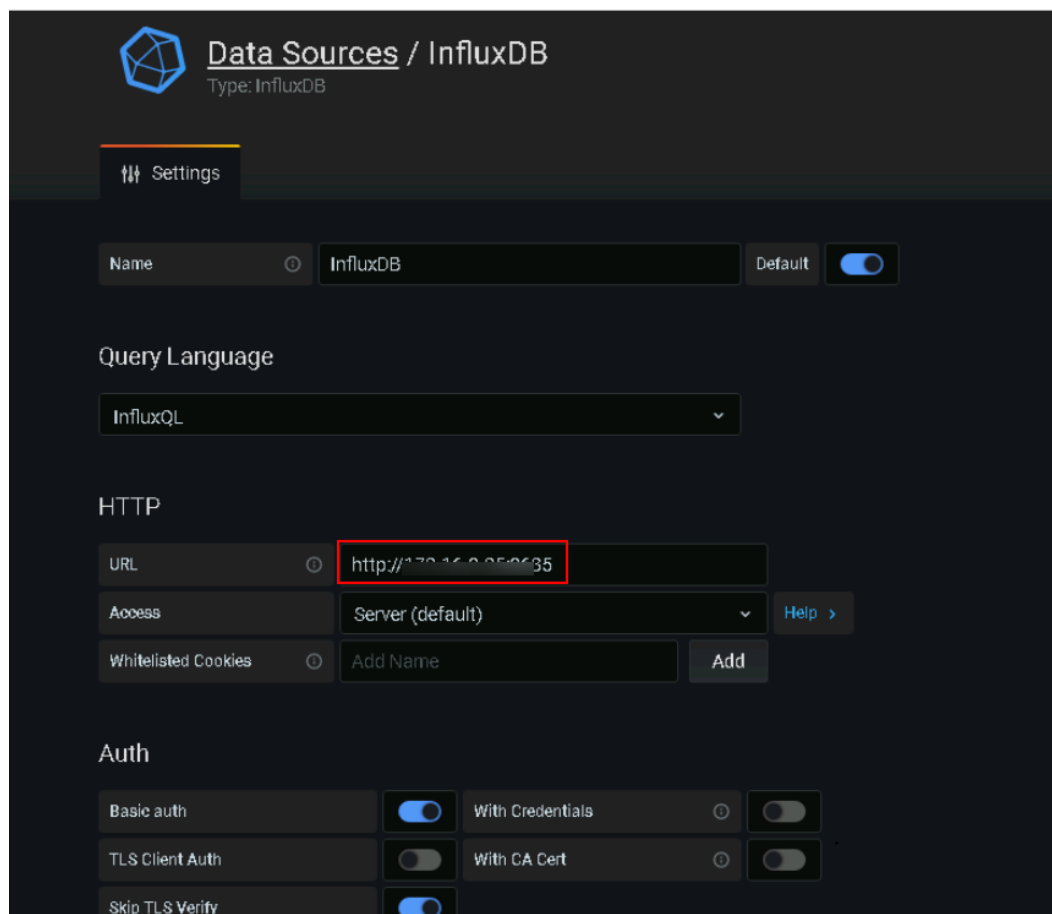 Data Sources / InfluxDB
Type: InfluxDB
Settings
Name InfluxDB Default
Query Language
InfluxQL
HTTP
URL http://
Access Server (default) Help >
Whitelisted Cookies Add Name Add
Auth
Basic auth With Credentials
TLS Client Auth With CA Cert
Skip TLS Verify